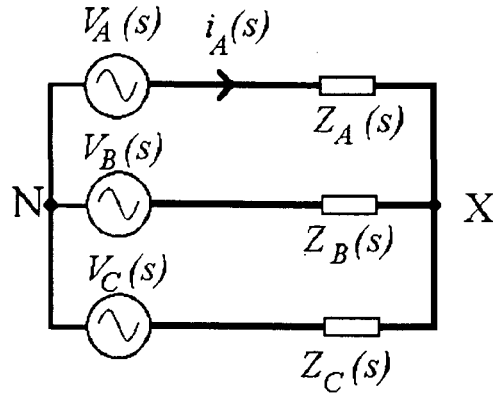 V_A(s) i_A(s)
Z_A(s)
V_B(s)
N X
Z_B(s)
V_C(s)
Z_C(s)